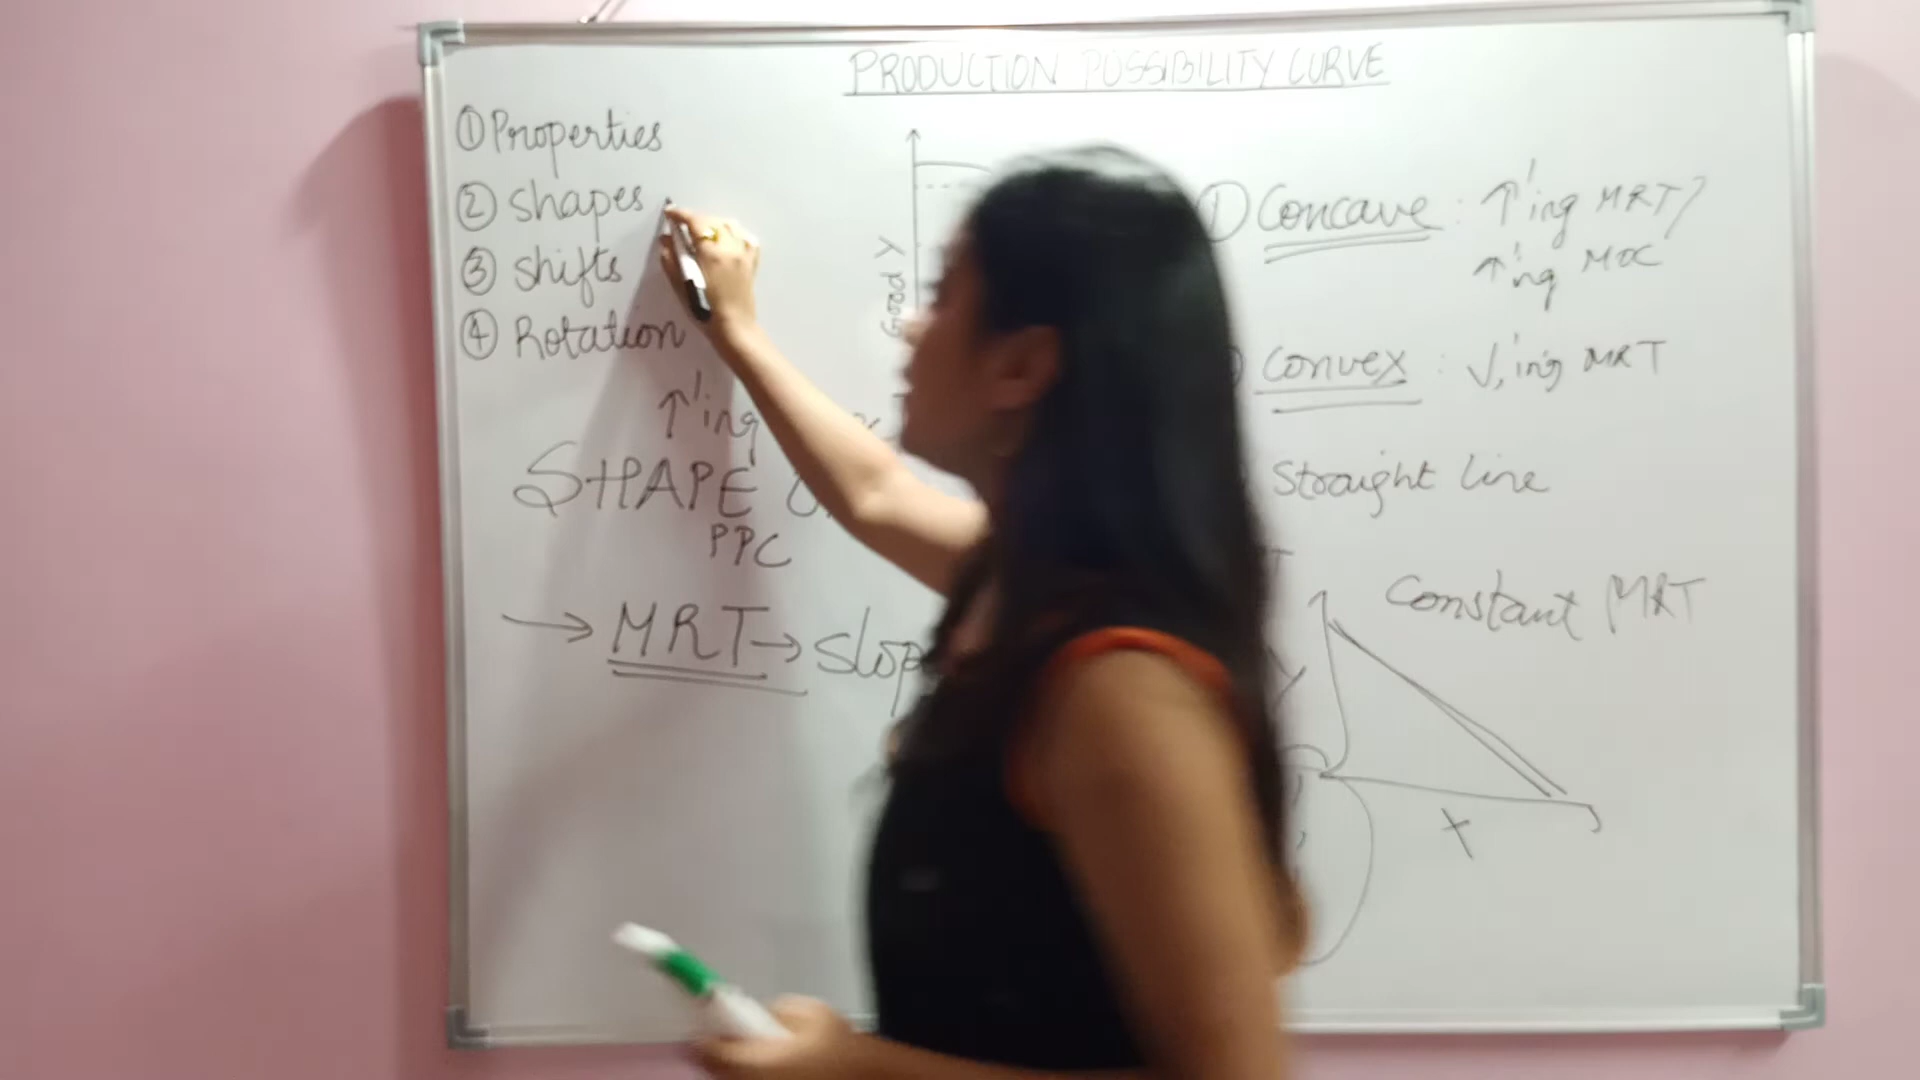 PRODUCTION POSSIBILITY CURVE
① Properties
② Shapes
③ Shifts
④ Rotation
↑'ing
SHAPE
PPC
→ MRT → slop
Good Y
① Concave : ↑'ing MRT/
↑'ing MOC
Convex : ↓'ing MRT
Straight line
Constant MRT
Y
X